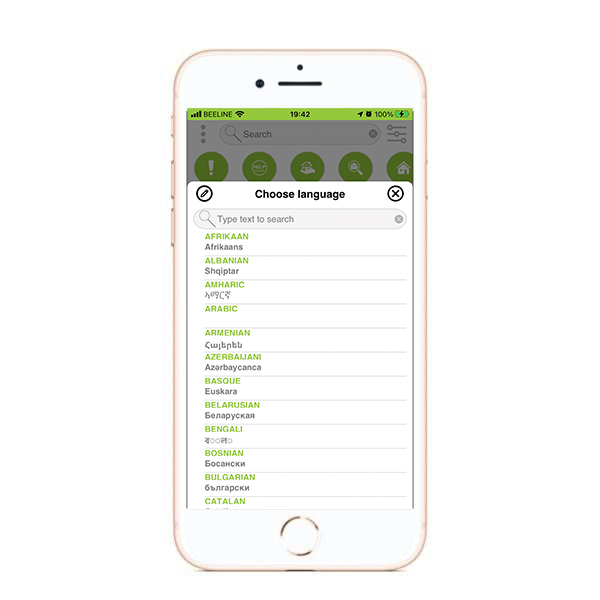 BEELINE
19:42
100%
Search
HELP
Choose language
Type text to search
AFRIKAAN
Afrikaans
ALBANIAN
Shqiptar
AMHARIC
አማርኛ
ARABIC
ARMENIAN
Հայերեն
AZERBAIJANI
Azərbaycanca
BASQUE
Euskara
BELARUSIAN
Беларуская
BENGALI
BOSNIAN
Босански
BULGARIAN
български
CATALAN